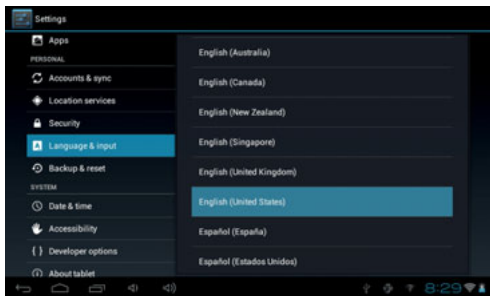 Settings
Apps
PERSONAL
Accounts & sync
Location services
Security
Language & input
Backup & reset
SYSTEM
Date & time
Accessibility
{ } Developer options
About tablet
English (Australia)
English (Canada)
English (New Zealand)
English (Singapore)
English (United Kingdom)
English (United States)
Español (España)
Español (Estados Unidos)
8:29